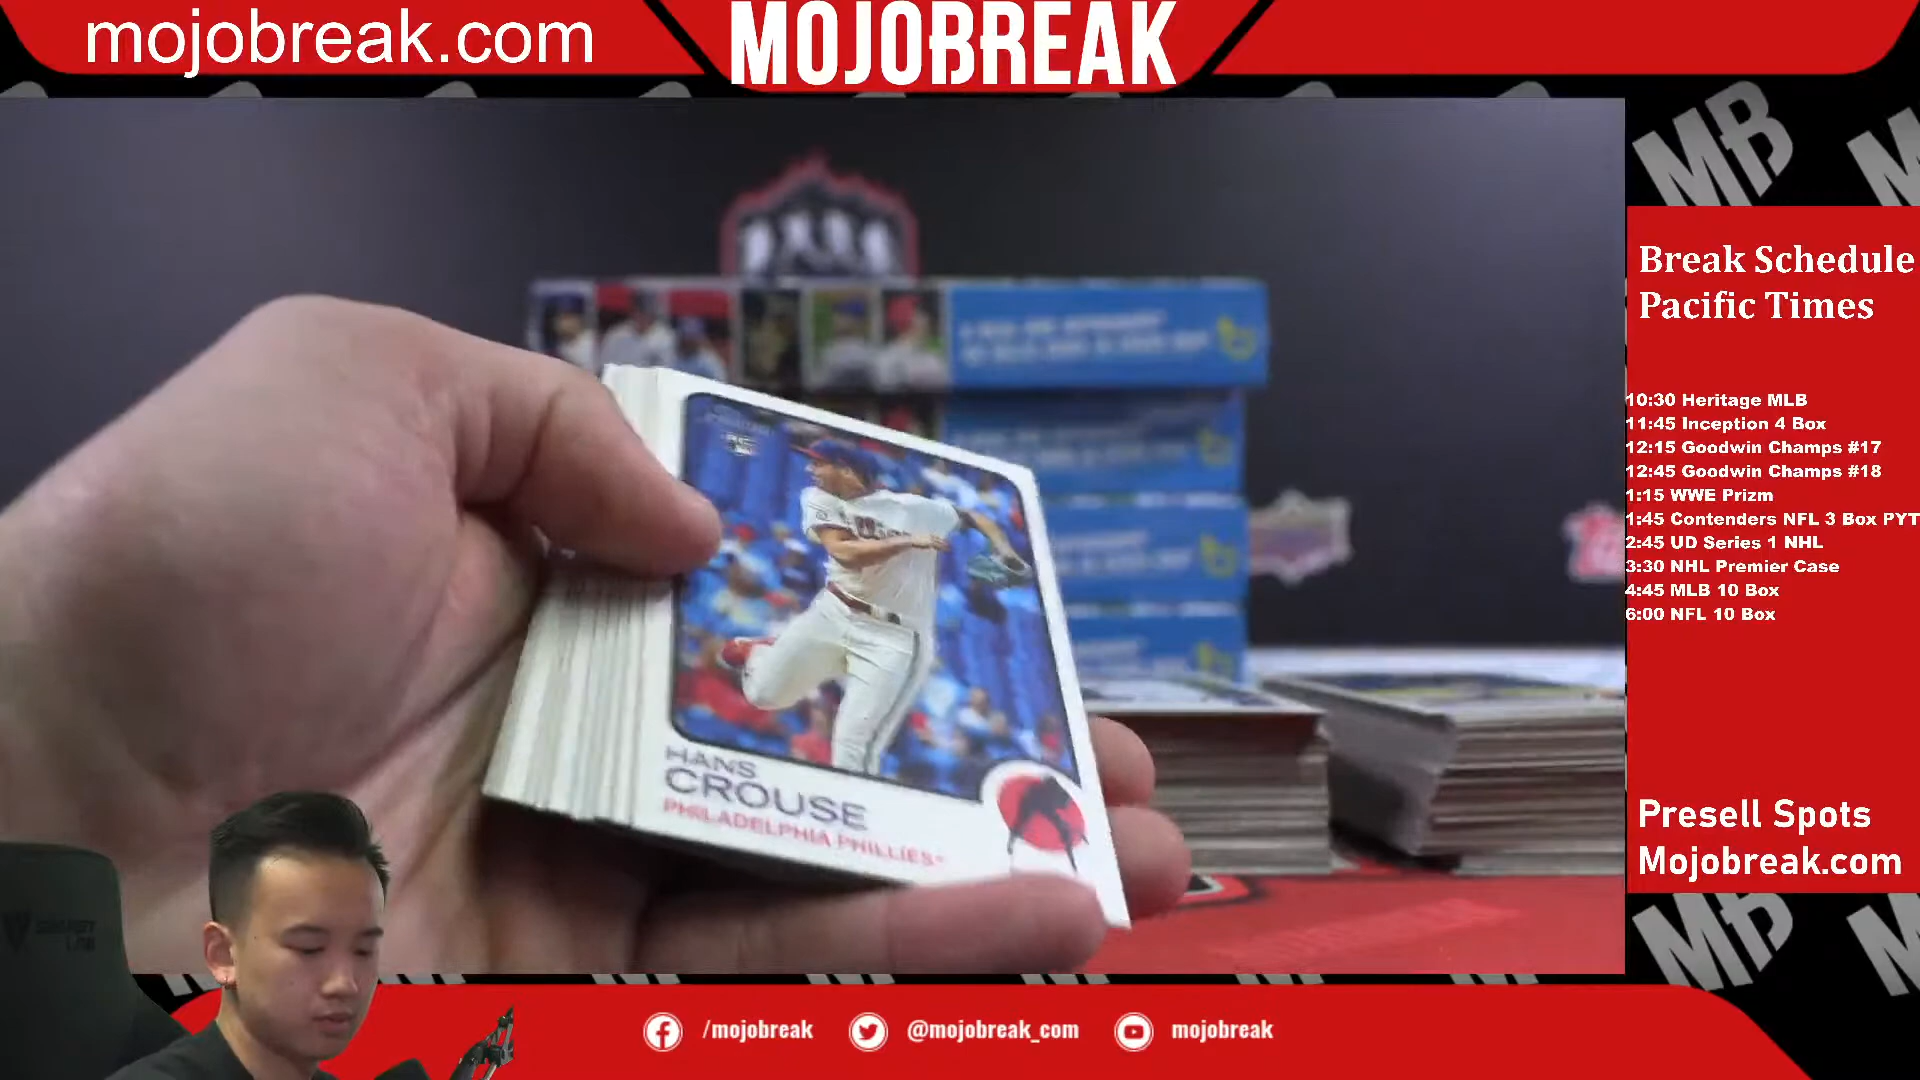 mojobreak.com
MOJOBREAK
MB
Break Schedule
Pacific Times
10:30 Heritage MLB
11:45 Inception 4 Box
12:15 Goodwin Champs #17
12:45 Goodwin Champs #18
1:15 WWE Prizm
1:45 Contenders NFL 3 Box PYT
2:45 UD Series 1 NHL
3:30 NHL Premier Case
4:45 MLB 10 Box
6:00 NFL 10 Box
HANS
CROUSE
PHILADELPHIA PHILLIES
Presell Spots
Mojobreak.com
MB
/mojobreak
@mojobreak_com
mojobreak